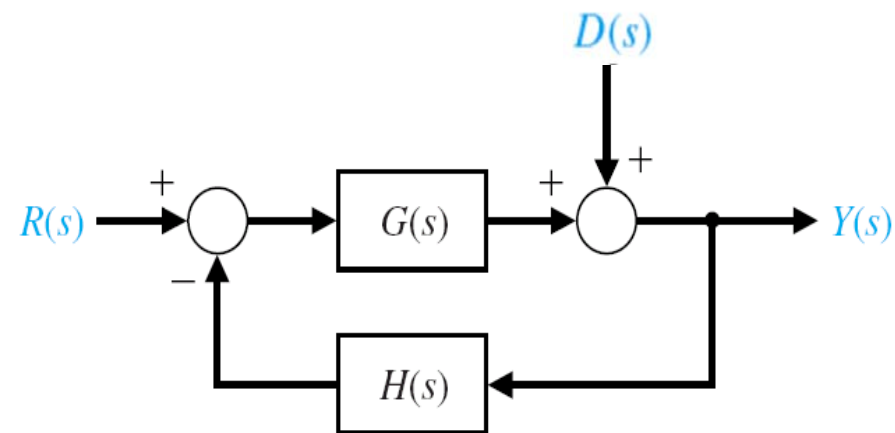 D(s)
+ + +
R(s) G(s) Y(s)
−
H(s)